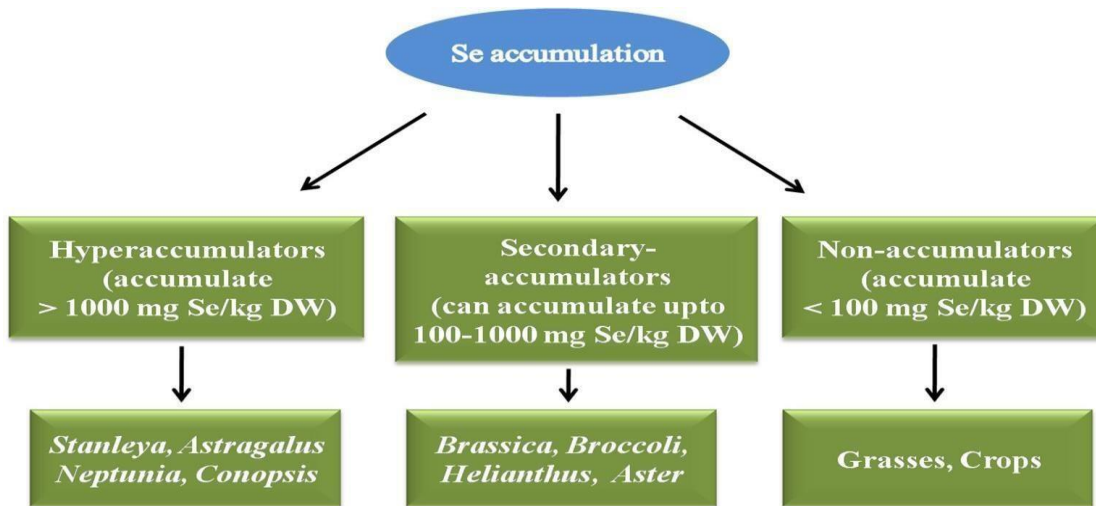 Se accumulation
Hyperaccumulators
(accumulate
> 1000 mg Se/kg DW)
Secondary-
accumulators
(can accumulate upto
100-1000 mg Se/kg DW)
Non-accumulators
(accumulate
< 100 mg Se/kg DW)
Stanleya, Astragalus
Neptunia, Conopsis
Brassica, Broccoli,
Helianthus, Aster
Grasses, Crops